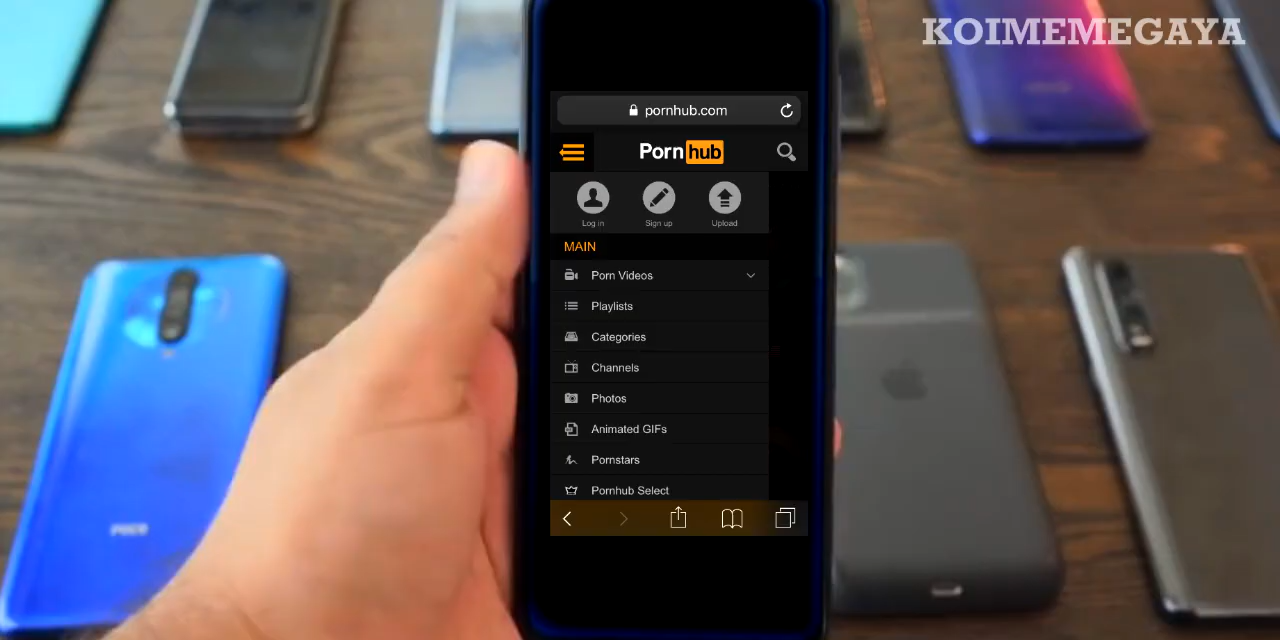 KOIMEMEGAYA
pornhub.com
Porn hub
Log in
Sign up
Upload
MAIN
Porn Videos
Playlists
Categories
Channels
Photos
Animated GIFs
Pornstars
Pornhub Select
POCO